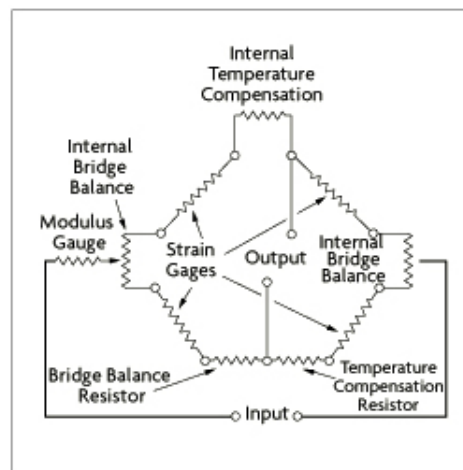 Internal
Temperature
Compensation
Internal
Bridge
Balance
Modulus
Gauge
Strain
Gages
Output
Internal
Bridge
Balance
Bridge Balance
Resistor
Temperature
Compensation
Resistor
Input